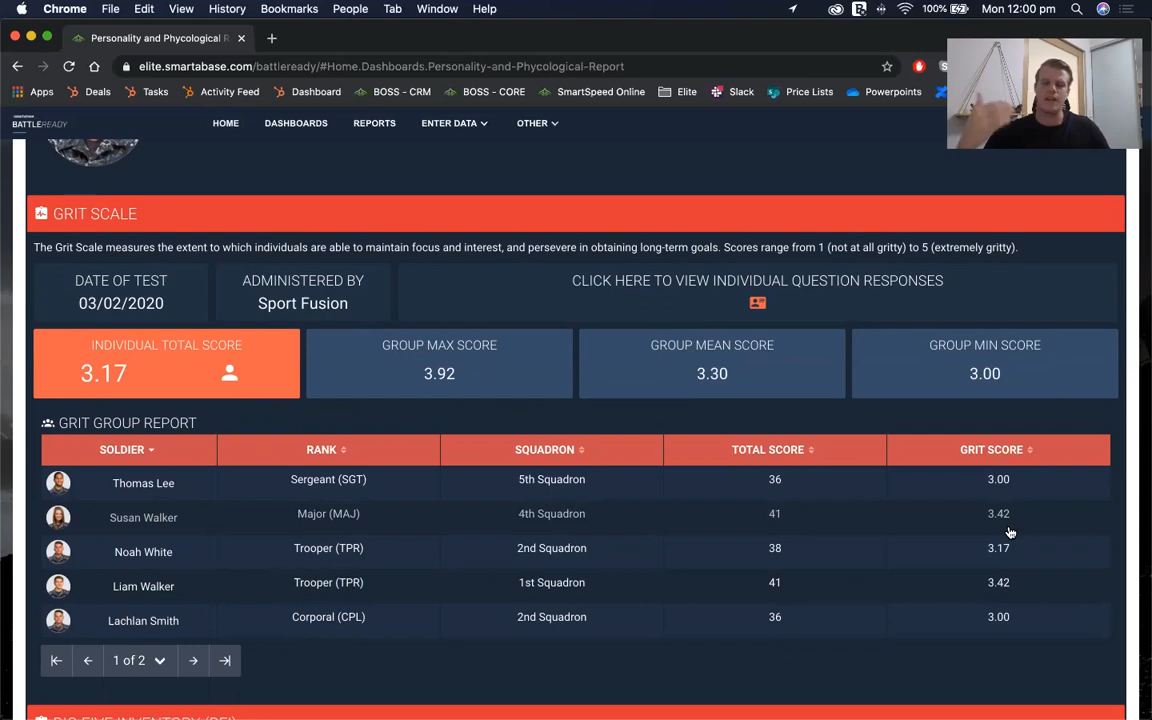 Chrome File Edit View History Bookmarks People Tab Window Help 100% Mon 12:00 pm
Personality and Phycological R
elite.smartabase.com/battleready/#Home.Dashboards.Personality-and-Phycological-Report
Apps Deals Tasks Activity Feed Dashboard BOSS - CRM BOSS - CORE SmartSpeed Online Elite Slack Price Lists Powerpoints
BATTLEREADY HOME DASHBOARDS REPORTS ENTER DATA OTHER
GRIT SCALE
The Grit Scale measures the extent to which individuals are able to maintain focus and interest, and persevere in obtaining long-term goals. Scores range from 1 (not at all gritty) to 5 (extremely gritty).
DATE OF TEST ADMINISTERED BY CLICK HERE TO VIEW INDIVIDUAL QUESTION RESPONSES
03/02/2020 Sport Fusion
INDIVIDUAL TOTAL SCORE GROUP MAX SCORE GROUP MEAN SCORE GROUP MIN SCORE
3.17 3.92 3.30 3.00
GRIT GROUP REPORT
SOLDIER RANK SQUADRON TOTAL SCORE GRIT SCORE
Thomas Lee Sergeant (SGT) 5th Squadron 36 3.00
Susan Walker Major (MAJ) 4th Squadron 41 3.42
Noah White Trooper (TPR) 2nd Squadron 38 3.17
Liam Walker Trooper (TPR) 1st Squadron 41 3.42
Lachlan Smith Corporal (CPL) 2nd Squadron 36 3.00
1 of 2
BIG FIVE INVENTORY (BFI)